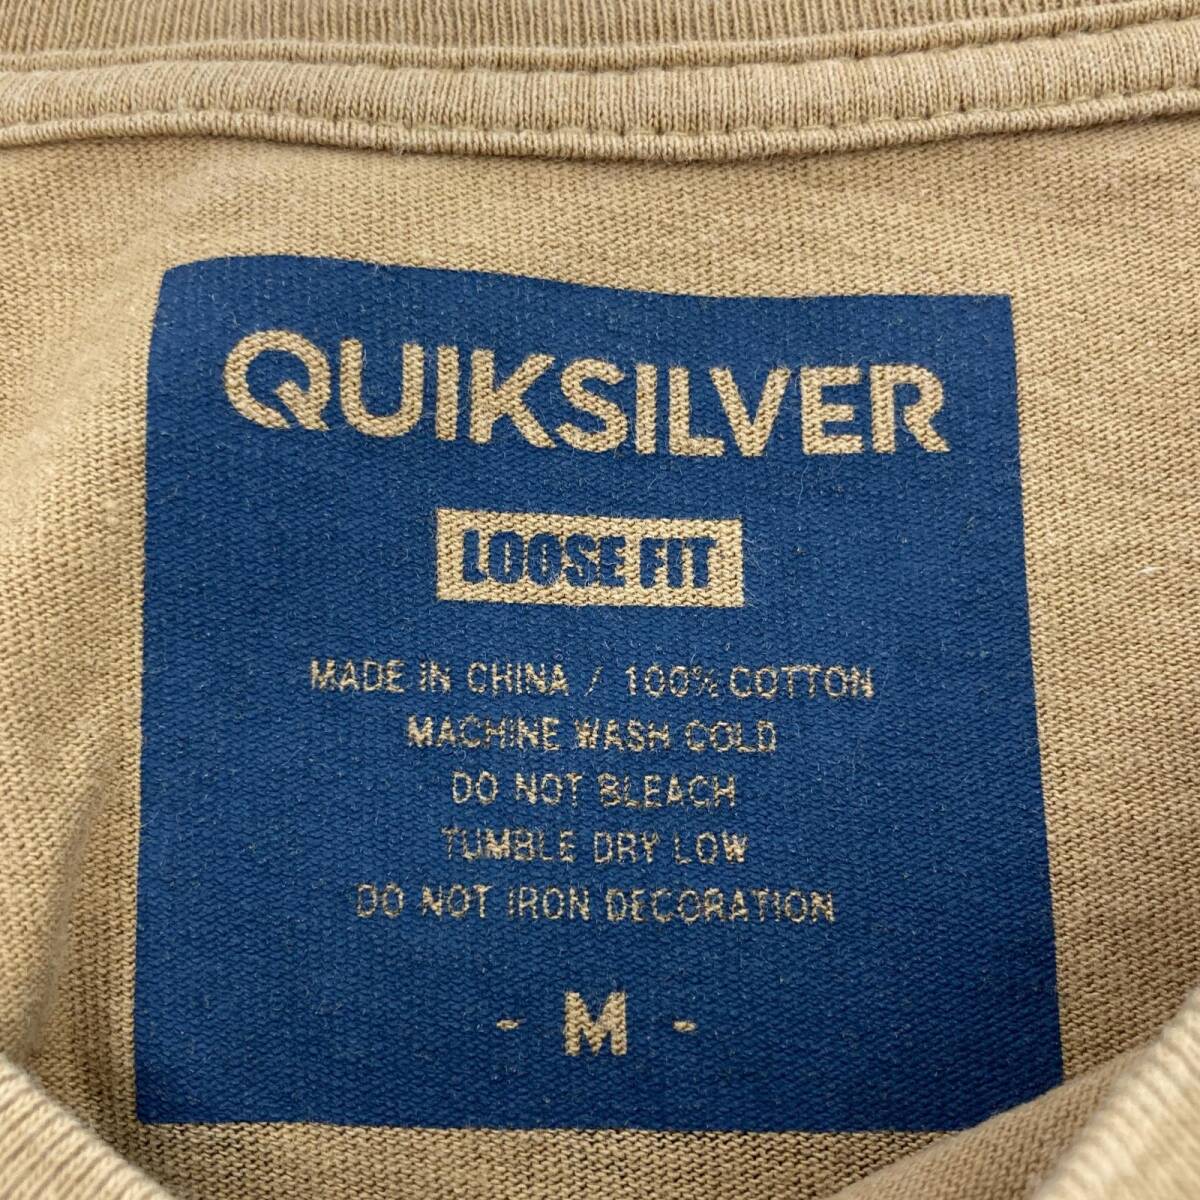 QUIKSILVER
LOOSE FIT
MADE IN CHINA / 100% COTTON
MACHINE WASH COLD
DO NOT BLEACH
TUMBLE DRY LOW
DO NOT IRON DECORATION
- M -